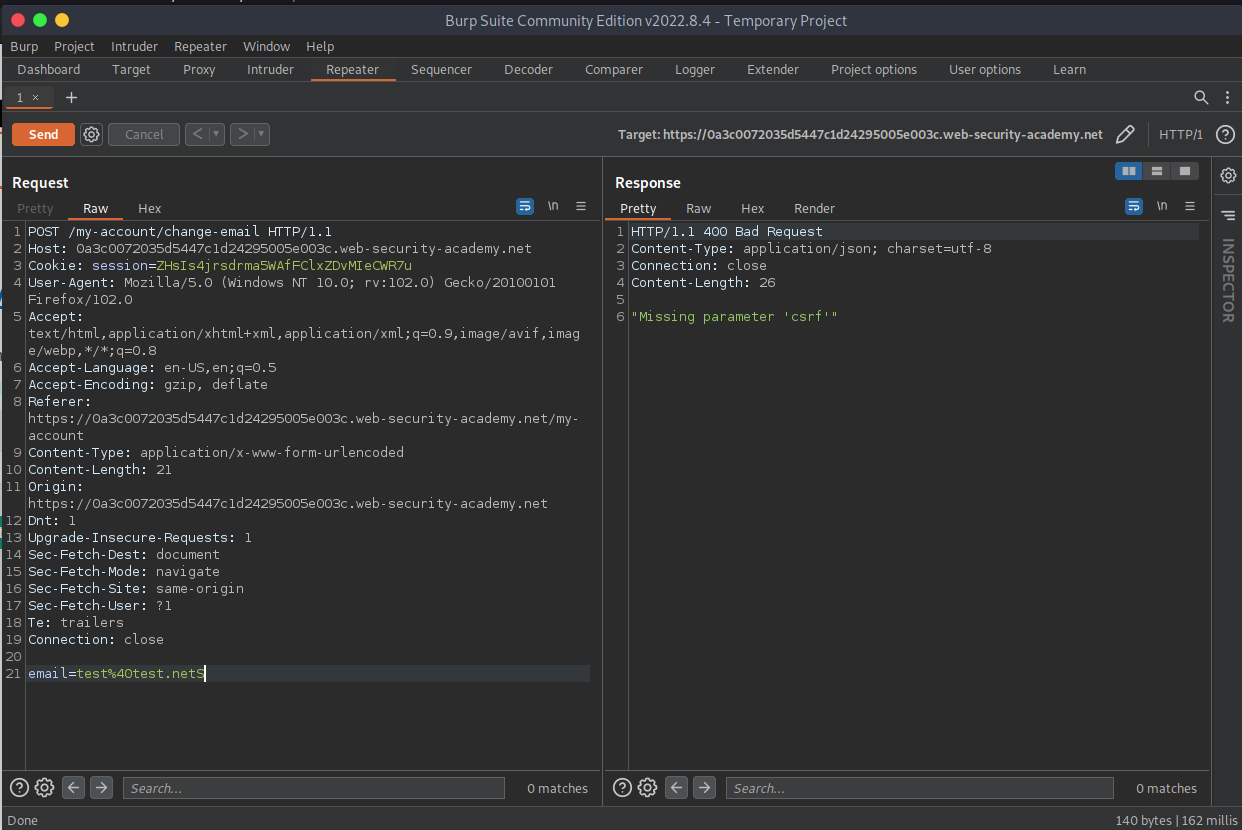 Burp Suite Community Edition v2022.8.4 - Temporary Project
Burp Project Intruder Repeater Window Help
Dashboard Target Proxy Intruder Repeater Sequencer Decoder Comparer Logger Extender Project options User options Learn
1 × +
Send Cancel < > Target: https://0a3c0072035d5447c1d24295005e003c.web-security-academy.net HTTP/1 ?
Request
Pretty Raw Hex \n
1 POST /my-account/change-email HTTP/1.1
2 Host: 0a3c0072035d5447c1d24295005e003c.web-security-academy.net
3 Cookie: session=ZHsIs4jrsdrma5WAfFClxZDvMIeCWR7u
4 User-Agent: Mozilla/5.0 (Windows NT 10.0; rv:102.0) Gecko/20100101
Firefox/102.0
5 Accept:
text/html,application/xhtml+xml,application/xml;q=0.9,image/avif,imag
e/webp,*/*;q=0.8
6 Accept-Language: en-US,en;q=0.5
7 Accept-Encoding: gzip, deflate
8 Referer:
https://0a3c0072035d5447c1d24295005e003c.web-security-academy.net/my-
account
9 Content-Type: application/x-www-form-urlencoded
10 Content-Length: 21
11 Origin:
https://0a3c0072035d5447c1d24295005e003c.web-security-academy.net
12 Dnt: 1
13 Upgrade-Insecure-Requests: 1
14 Sec-Fetch-Dest: document
15 Sec-Fetch-Mode: navigate
16 Sec-Fetch-Site: same-origin
17 Sec-Fetch-User: ?1
18 Te: trailers
19 Connection: close
20
21 email=test%40test.netS
? Search... 0 matches
Response
Pretty Raw Hex Render \n
1 HTTP/1.1 400 Bad Request
2 Content-Type: application/json; charset=utf-8
3 Connection: close
4 Content-Length: 26
5
6 "Missing parameter 'csrf'"
? Search... 0 matches
INSPECTOR
Done 140 bytes | 162 millis